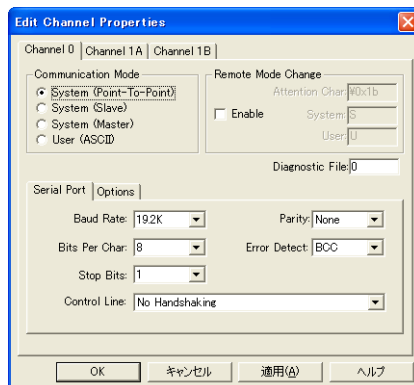 Edit Channel Properties
Channel 0 Channel 1A Channel 1B
Communication Mode
System (Point-To-Point)
System (Slave)
System (Master)
User (ASCII)
Remote Mode Change
Attention Char: ¥0x1b
Enable
System: S
User: U
Diagnostic File: 0
Serial Port Options
Baud Rate: 19.2K
Parity: None
Bits Per Char: 8
Error Detect: BCC
Stop Bits: 1
Control Line: No Handshaking
OK キャンセル 適用(A) ヘルプ